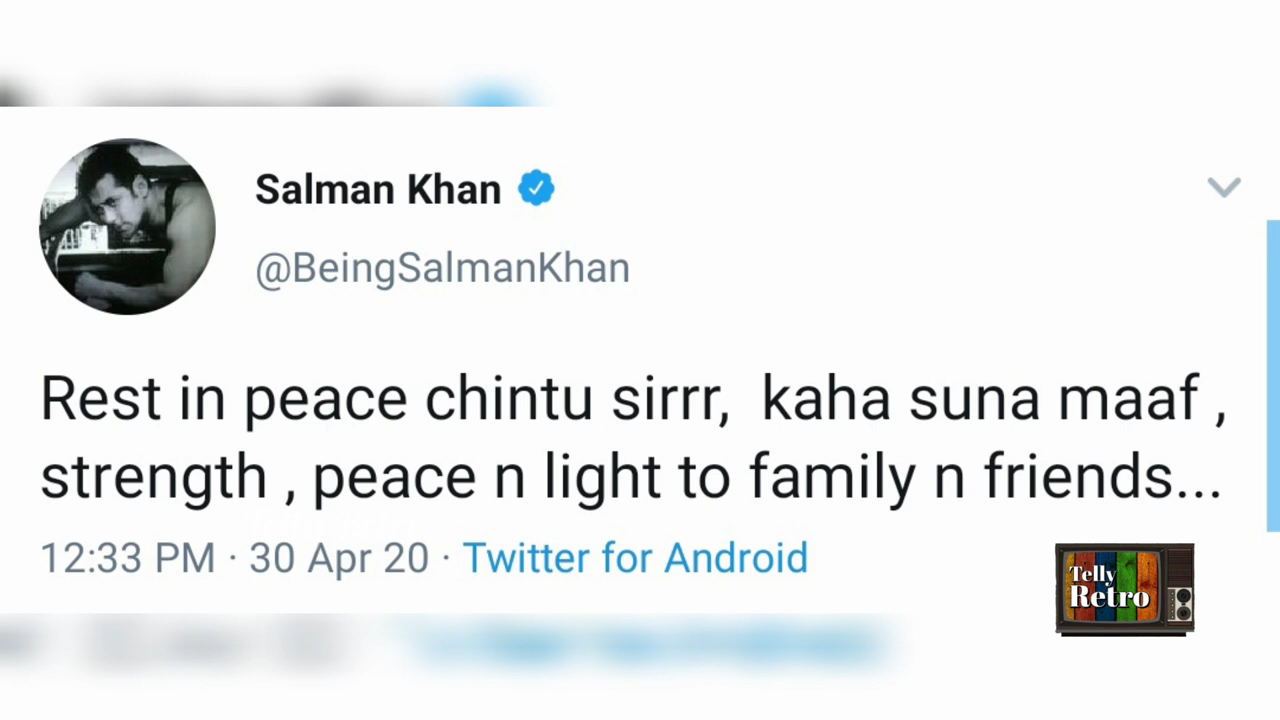 Salman Khan
@BeingSalmanKhan
Rest in peace chintu sirrr,  kaha suna maaf ,
strength , peace n light to family n friends...
12:33 PM · 30 Apr 20 · Twitter for Android
Telly
Retro